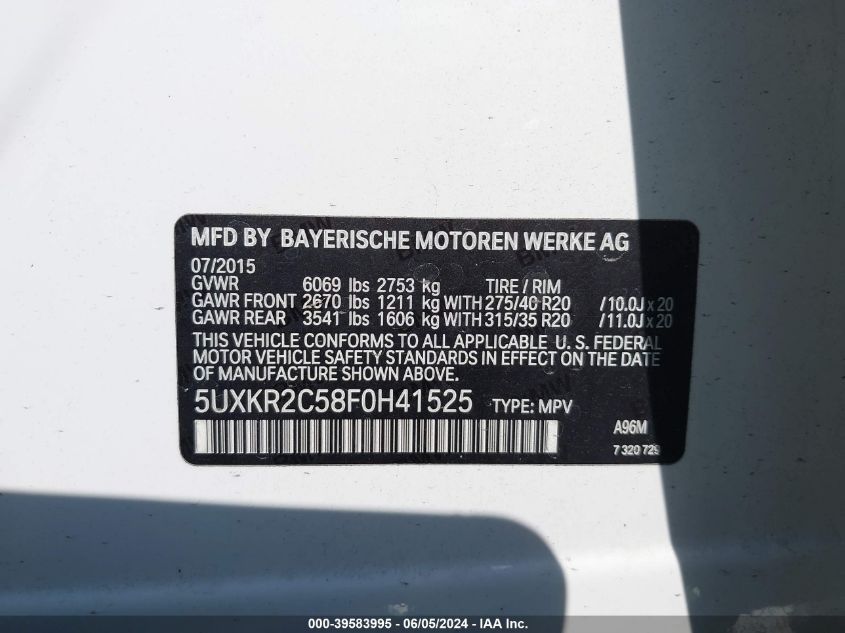 MFD BY BAYERISCHE MOTOREN WERKE AG
07/2015
GVWR 6069 lbs 2753 kg TIRE / RIM
GAWR FRONT 2670 lbs 1211 kg WITH 275/40 R20 /10.0J x 20
GAWR REAR 3541 lbs 1606 kg WITH 315/35 R20 /11.0J x 20
THIS VEHICLE CONFORMS TO ALL APPLICABLE U. S. FEDERAL
MOTOR VEHICLE SAFETY STANDARDS IN EFFECT ON THE DATE
OF MANUFACTURE SHOWN ABOVE.
5UXKR2C58F0H41525 TYPE: MPV
A96M
7 320 729
000-39583995 - 06/05/2024 - IAA Inc.